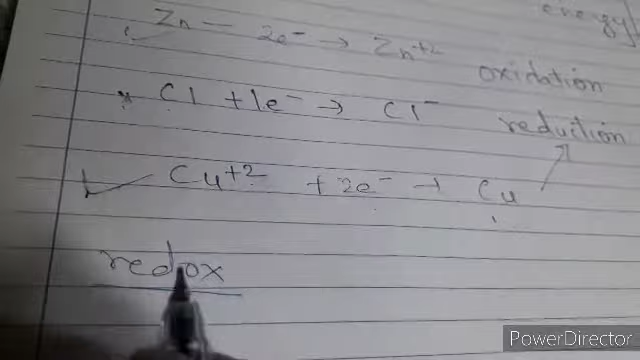 energy
Zn — 2e⁻ → Zn⁺² oxidation
* Cl + 1e⁻ → Cl⁻ reduction
Cu⁺² + 2e⁻ → Cu
redox
PowerDirector